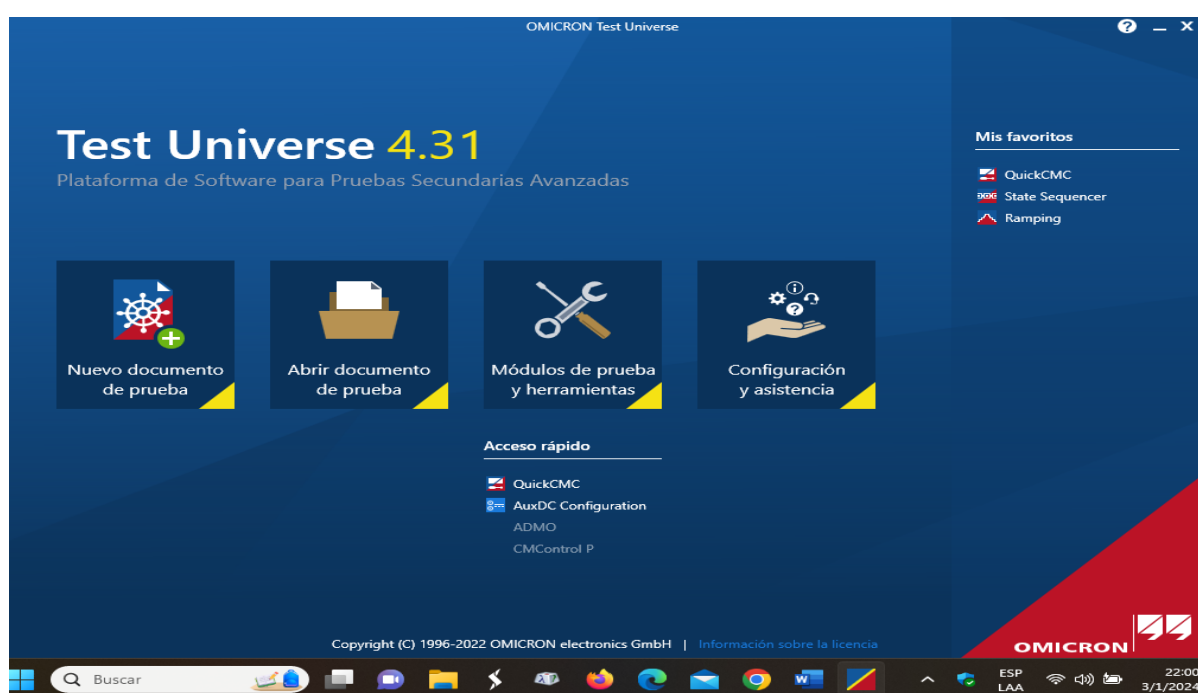 OMICRON Test Universe
Test Universe 4.31
Plataforma de Software para Pruebas Secundarias Avanzadas
Mis favoritos
QuickCMC
State Sequencer
Ramping
Nuevo documento
de prueba
Abrir documento
de prueba
Módulos de prueba
y herramientas
Configuración
y asistencia
Acceso rápido
QuickCMC
AuxDC Configuration
ADMO
CMControl P
Copyright (C) 1996-2022 OMICRON electronics GmbH | Información sobre la licencia
OMICRON
Buscar
ESP
LAA
22:00
3/1/2024